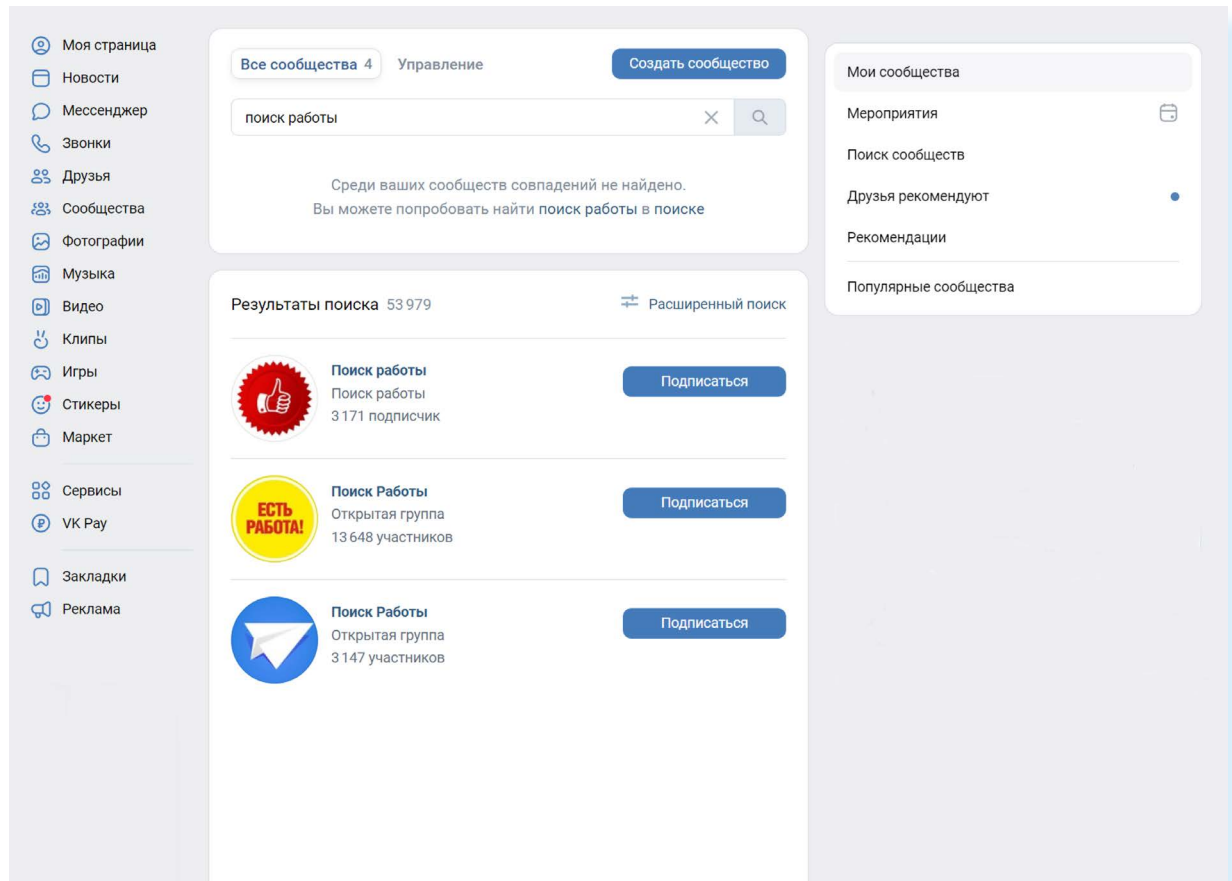 Моя страница
Новости
Мессенджер
Звонки
Друзья
Сообщества
Фотографии
Музыка
Видео
Клипы
Игры
Стикеры
Маркет
Сервисы
VK Pay
Закладки
Реклама
Все сообщества 4 Управление Создать сообщество
поиск работы
Среди ваших сообществ совпадений не найдено.
Вы можете попробовать найти поиск работы в поиске
Результаты поиска 53 979 Расширенный поиск
Поиск работы
Поиск работы
3 171 подписчик
Подписаться
ЕСТЬ
РАБОТА!
Поиск Работы
Открытая группа
13 648 участников
Подписаться
Поиск Работы
Открытая группа
3 147 участников
Подписаться
Мои сообщества
Мероприятия
Поиск сообществ
Друзья рекомендуют
Рекомендации
Популярные сообщества